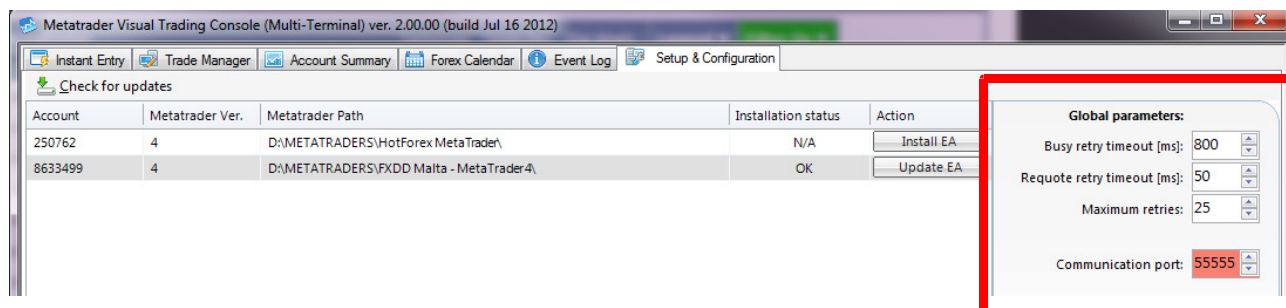 Metatrader Visual Trading Console (Multi-Terminal) ver. 2.00.00 (build Jul 16 2012)
Instant Entry Trade Manager Account Summary Forex Calendar Event Log Setup & Configuration
Check for updates
Account Metatrader Ver. Metatrader Path Installation status Action
250762 4 D:\METATRADERS\HotForex MetaTrader\ N/A Install EA
8633499 4 D:\METATRADERS\FXDD Malta - MetaTrader4\ OK Update EA
Global parameters:
Busy retry timeout [ms]: 800
Requote retry timeout [ms]: 50
Maximum retries: 25
Communication port: 55555